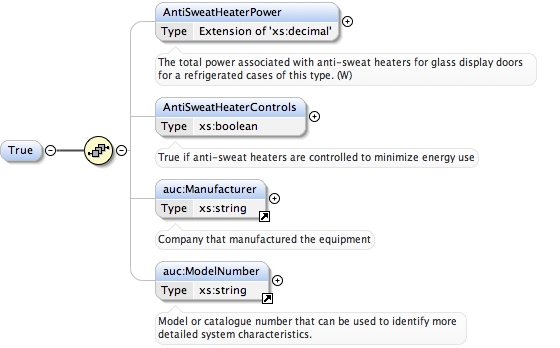 AntiSweatHeaterPower
Type Extension of 'xs:decimal'
The total power associated with anti-sweat heaters for glass display doors
for a refrigerated cases of this type. (W)
AntiSweatHeaterControls
Type xs:boolean
True if anti-sweat heaters are controlled to minimize energy use
True
auc:Manufacturer
Type xs:string
Company that manufactured the equipment
auc:ModelNumber
Type xs:string
Model or catalogue number that can be used to identify more
detailed system characteristics.